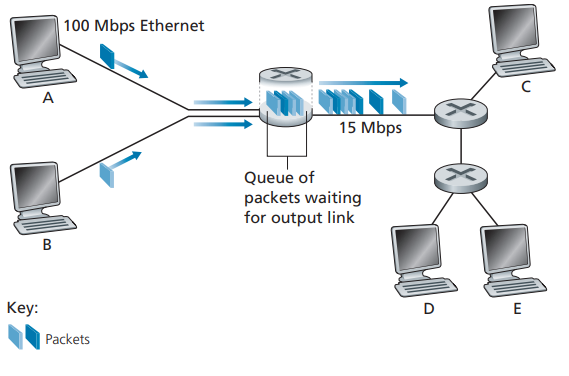 100 Mbps Ethernet
A
C
15 Mbps
Queue of
packets waiting
for output link
B
D
E
Key:
Packets